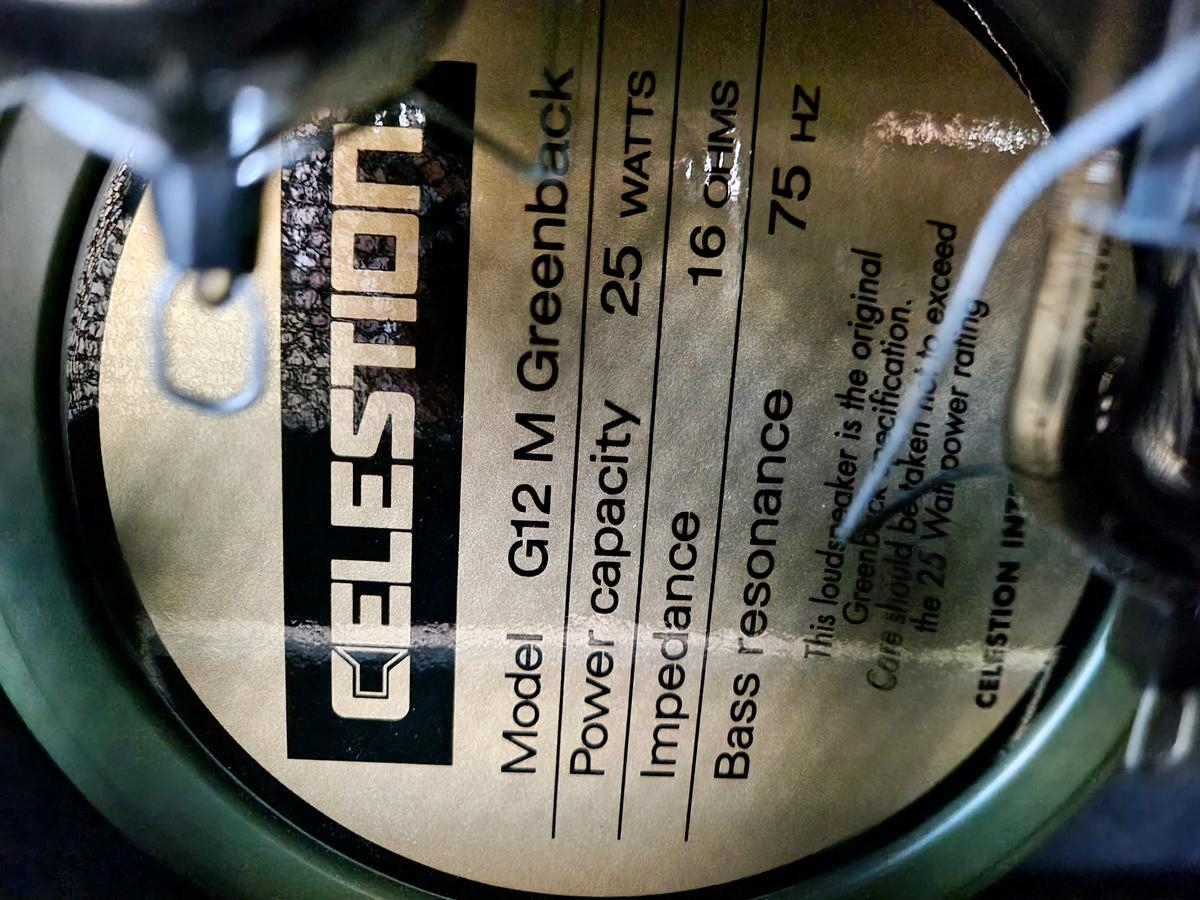 CELESTION
Model G12 M Greenback
Power capacity 25 WATTS
Impedance 16 OHMS
Bass resonance 75 HZ
This loudspeaker is the original
Greenback specification.
Care should be taken not to exceed
the 25 Watt power rating
CELESTION